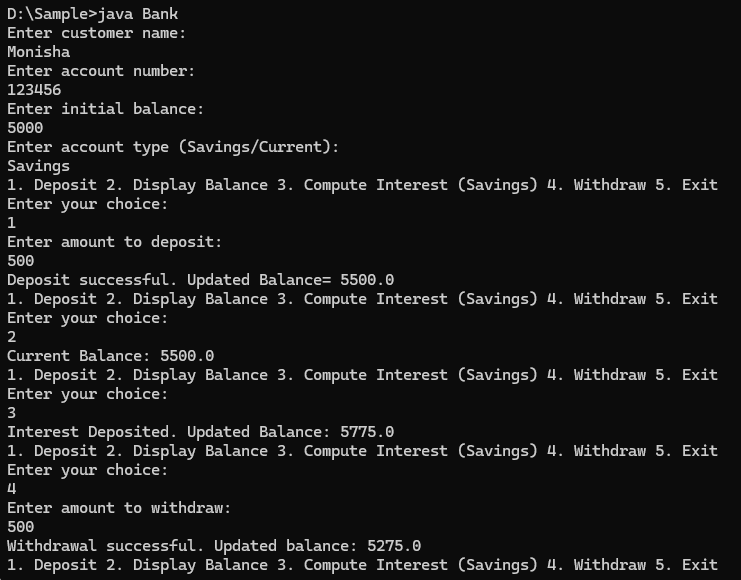 D:\Sample>java Bank
Enter customer name:
Monisha
Enter account number:
123456
Enter initial balance:
5000
Enter account type (Savings/Current):
Savings
1. Deposit 2. Display Balance 3. Compute Interest (Savings) 4. Withdraw 5. Exit
Enter your choice:
1
Enter amount to deposit:
500
Deposit successful. Updated Balance= 5500.0
1. Deposit 2. Display Balance 3. Compute Interest (Savings) 4. Withdraw 5. Exit
Enter your choice:
2
Current Balance: 5500.0
1. Deposit 2. Display Balance 3. Compute Interest (Savings) 4. Withdraw 5. Exit
Enter your choice:
3
Interest Deposited. Updated Balance: 5775.0
1. Deposit 2. Display Balance 3. Compute Interest (Savings) 4. Withdraw 5. Exit
Enter your choice:
4
Enter amount to withdraw:
500
Withdrawal successful. Updated balance: 5275.0
1. Deposit 2. Display Balance 3. Compute Interest (Savings) 4. Withdraw 5. Exit